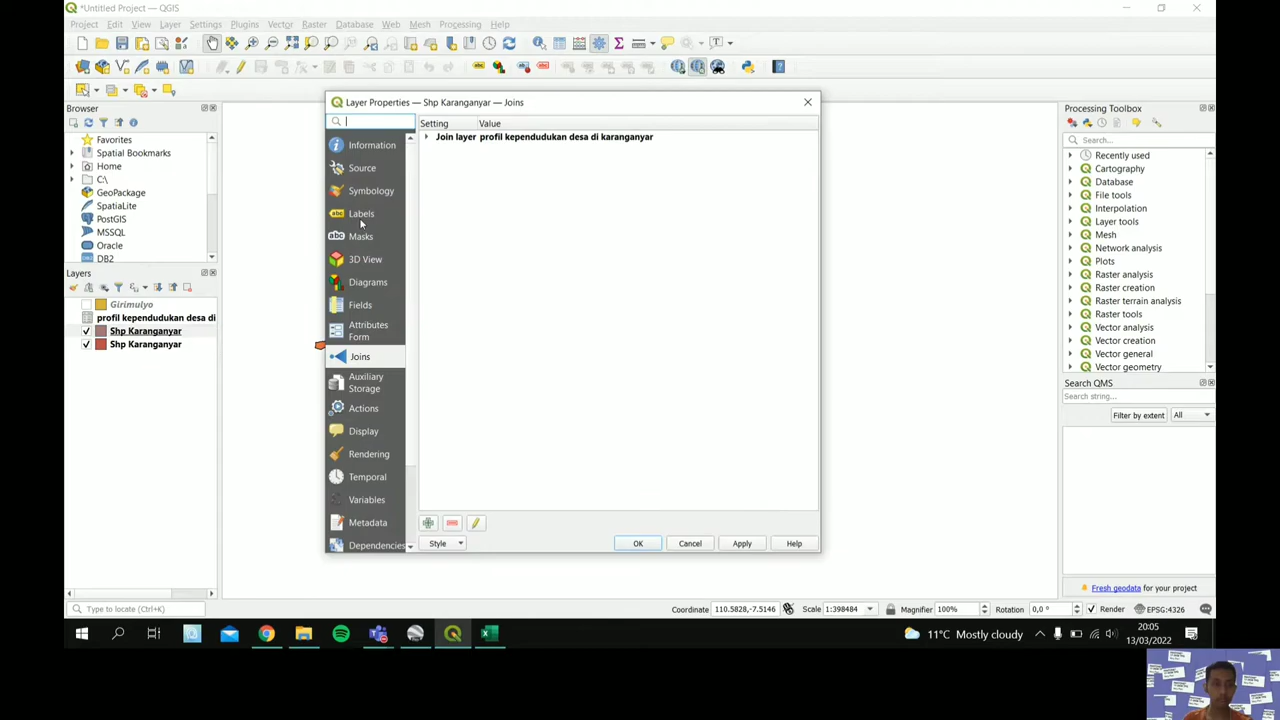 *Untitled Project — QGIS
Project Edit View Layer Settings Plugins Vector Raster Database Web Mesh Processing Help
Browser
Favorites
Spatial Bookmarks
Home
C:\
GeoPackage
SpatiaLite
PostGIS
MSSQL
Oracle
DB2
Layers
Girimulyo
profil kependudukan desa di
Shp Karanganyar
Shp Karanganyar
Type to locate (Ctrl+K)
Layer Properties — Shp Karanganyar — Joins
Information
Source
Symbology
Labels
Masks
3D View
Diagrams
Fields
Attributes
Form
Joins
Auxiliary
Storage
Actions
Display
Rendering
Temporal
Variables
Metadata
Dependencies
Setting Value
Join layer profil kependudukan desa di karanganyar
Style OK Cancel Apply Help
Processing Toolbox
Search...
Recently used
Cartography
Database
File tools
Interpolation
Layer tools
Mesh
Network analysis
Plots
Raster analysis
Raster creation
Raster terrain analysis
Raster tools
Vector analysis
Vector creation
Vector general
Vector geometry
Search QMS
Search string...
Filter by extent All
Fresh geodata for your project
Coordinate 110.5828,-7.5146 Scale 1:398484 Magnifier 100% Rotation 0,0 ° Render EPSG:4326
11°C Mostly cloudy
20:05
13/03/2022